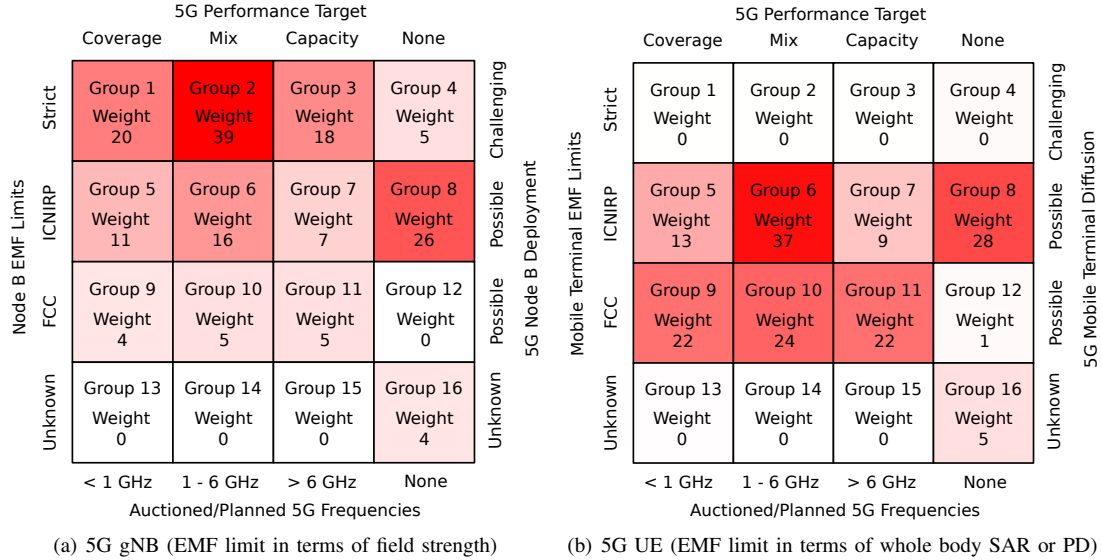 5G Performance Target
Coverage Mix Capacity None
Node B EMF Limits
Strict
Group 1 Group 2 Group 3 Group 4
Weight Weight Weight Weight
20 39 18 5
Challenging
ICNIRP
Group 5 Group 6 Group 7 Group 8
Weight Weight Weight Weight
11 16 7 26
Possible
FCC
Group 9 Group 10 Group 11 Group 12
Weight Weight Weight Weight
4 5 5 0
Possible
Unknown
Group 13 Group 14 Group 15 Group 16
Weight Weight Weight Weight
0 0 0 4
Unknown
5G Node B Deployment
< 1 GHz 1 - 6 GHz > 6 GHz None
Auctioned/Planned 5G Frequencies
(a) 5G gNB (EMF limit in terms of field strength)
5G Performance Target
Coverage Mix Capacity None
Mobile Terminal EMF Limits
Strict
Group 1 Group 2 Group 3 Group 4
Weight Weight Weight Weight
0 0 0 0
Challenging
ICNIRP
Group 5 Group 6 Group 7 Group 8
Weight Weight Weight Weight
13 37 9 28
Possible
FCC
Group 9 Group 10 Group 11 Group 12
Weight Weight Weight Weight
22 24 22 1
Possible
Unknown
Group 13 Group 14 Group 15 Group 16
Weight Weight Weight Weight
0 0 0 5
Unknown
5G Mobile Terminal Diffusion
< 1 GHz 1 - 6 GHz > 6 GHz None
Auctioned/Planned 5G Frequencies
(b) 5G UE (EMF limit in terms of whole body SAR or PD)